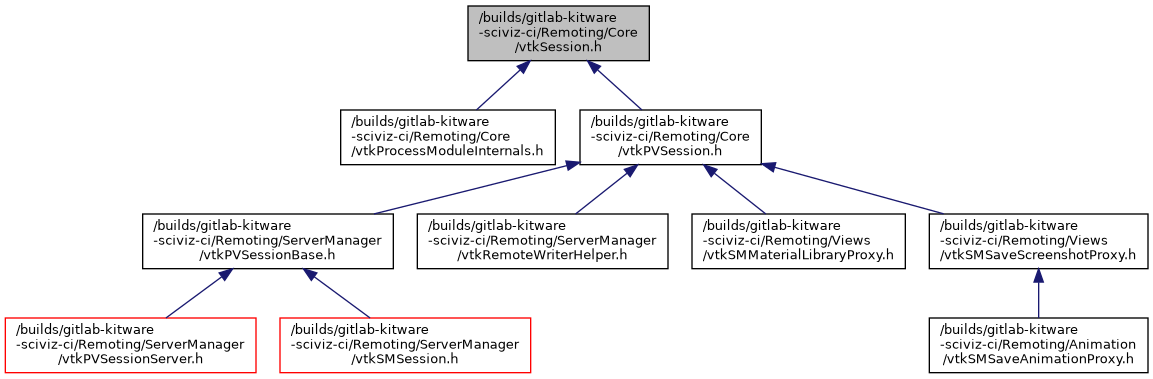 /builds/gitlab-kitware
-sciviz-ci/Remoting/Core
/vtkSession.h
/builds/gitlab-kitware
-sciviz-ci/Remoting/Core
/vtkProcessModuleInternals.h
/builds/gitlab-kitware
-sciviz-ci/Remoting/Core
/vtkPVSession.h
/builds/gitlab-kitware
-sciviz-ci/Remoting/ServerManager
/vtkPVSessionBase.h
/builds/gitlab-kitware
-sciviz-ci/Remoting/ServerManager
/vtkRemoteWriterHelper.h
/builds/gitlab-kitware
-sciviz-ci/Remoting/Views
/vtkSMMaterialLibraryProxy.h
/builds/gitlab-kitware
-sciviz-ci/Remoting/Views
/vtkSMSaveScreenshotProxy.h
/builds/gitlab-kitware
-sciviz-ci/Remoting/ServerManager
/vtkPVSessionServer.h
/builds/gitlab-kitware
-sciviz-ci/Remoting/ServerManager
/vtkSMSession.h
/builds/gitlab-kitware
-sciviz-ci/Remoting/Animation
/vtkSMSaveAnimationProxy.h